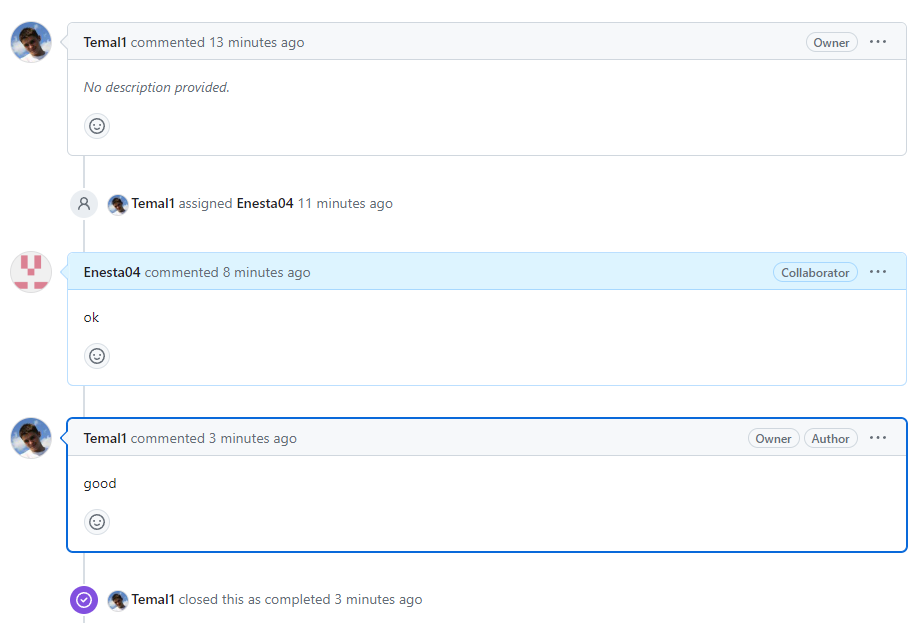 Temal1 commented 13 minutes ago Owner ...
No description provided.
Temal1 assigned Enesta04 11 minutes ago
Enesta04 commented 8 minutes ago Collaborator ...
ok
Temal1 commented 3 minutes ago Owner Author ...
good
Temal1 closed this as completed 3 minutes ago